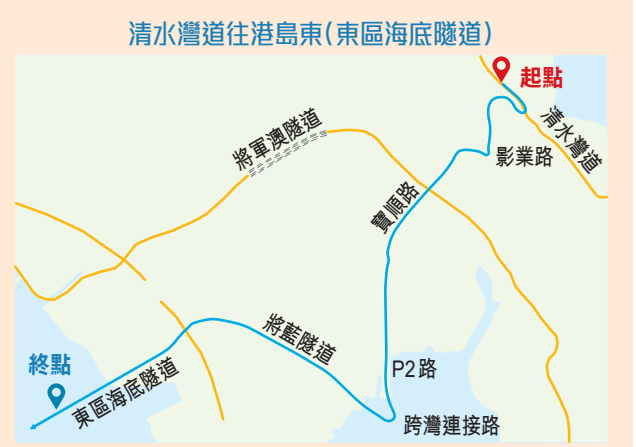 清水灣道往港島東(東區海底隧道)
起點
清水灣道
將軍澳隧道
影業路
寶順路
將藍隧道
終點
東區海底隧道
P2路
跨灣連接路